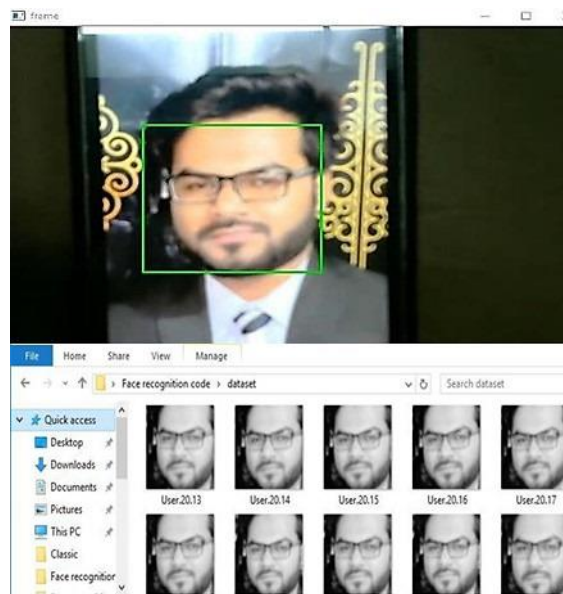 frame
File Home Share View Manage
Face recognition code › dataset
Search dataset
Quick access
Desktop
Downloads
Documents
Pictures
This PC
Classic
Face recognition
User.20.13 User.20.14 User.20.15 User.20.16 User.20.17